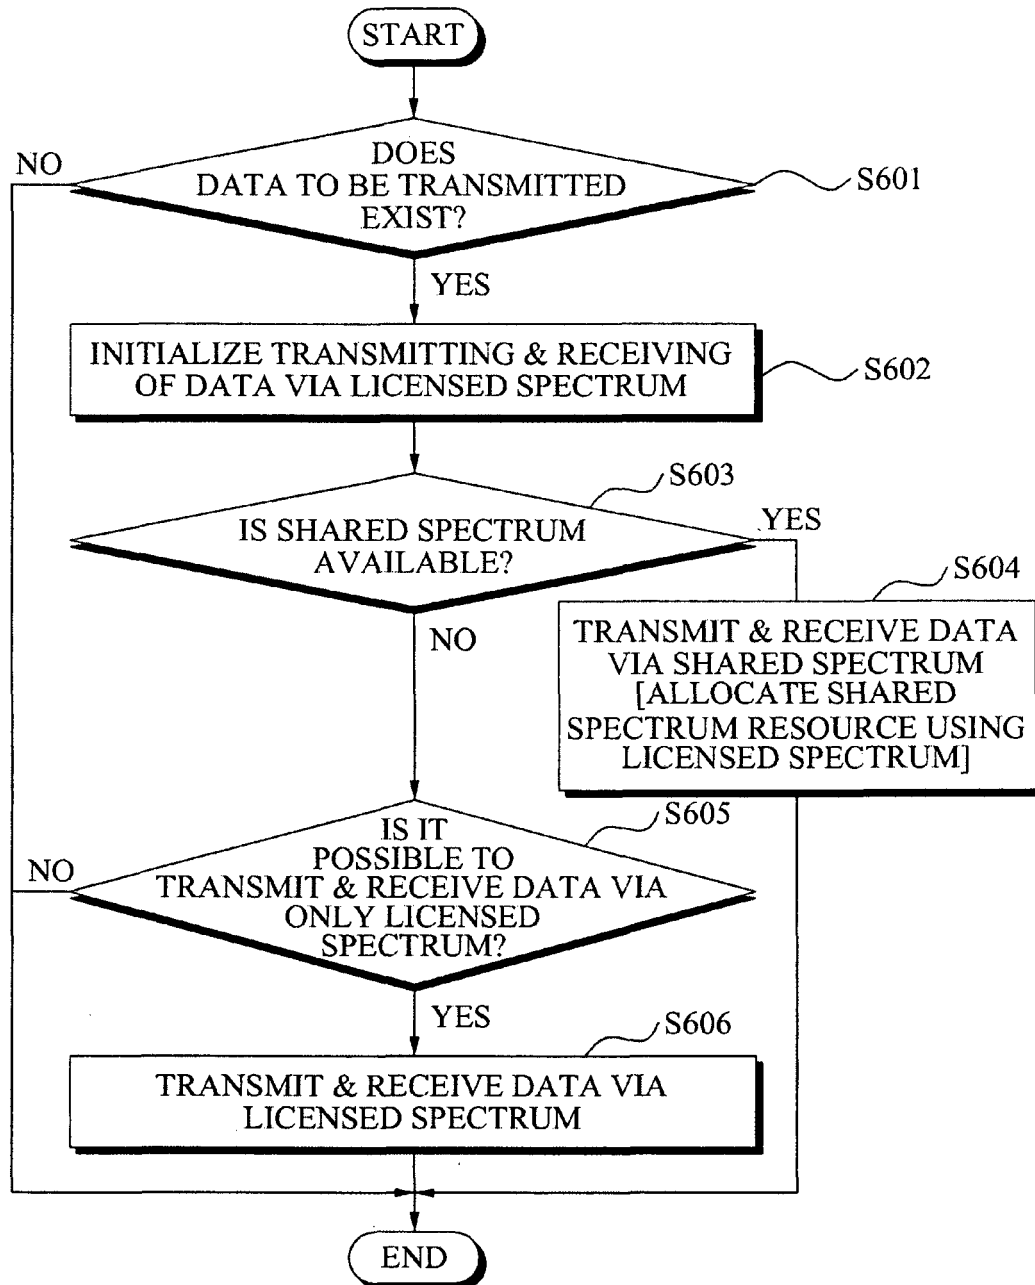 START
NO
DOES
DATA TO BE TRANSMITTED
EXIST?
S601
YES
INITIALIZE TRANSMITTING & RECEIVING
OF DATA VIA LICENSED SPECTRUM
S602
S603
IS SHARED SPECTRUM
AVAILABLE?
YES
NO
S604
TRANSMIT & RECEIVE DATA
VIA SHARED SPECTRUM
[ALLOCATE SHARED
SPECTRUM RESOURCE USING
LICENSED SPECTRUM]
S605
NO
IS IT
POSSIBLE TO
TRANSMIT & RECEIVE DATA VIA
ONLY LICENSED
SPECTRUM?
YES
S606
TRANSMIT & RECEIVE DATA VIA
LICENSED SPECTRUM
END